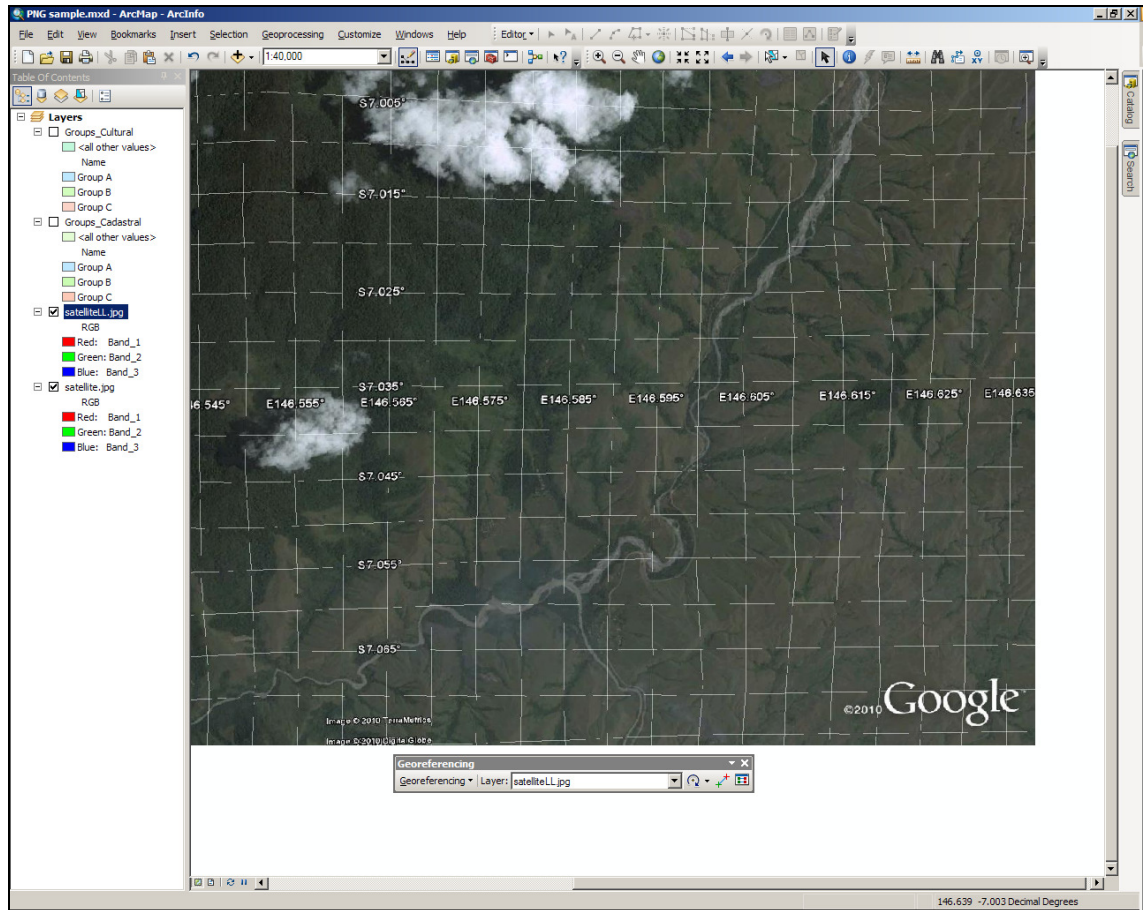 PNG sample.mxd - ArcMap - ArcInfo
File Edit View Bookmarks Insert Selection Geoprocessing Customize Windows Help Editor
1:40,000
Table Of Contents
Layers
Groups_Cultural
<all other values>
Name
Group A
Group B
Group C
Groups_Cadastral
<all other values>
Name
Group A
Group B
Group C
satelliteLL.jpg
RGB
Red: Band_1
Green: Band_2
Blue: Band_3
satellite.jpg
RGB
Red: Band_1
Green: Band_2
Blue: Band_3
S7.005°
S7.015°
S7.025°
S7.035°
6.545° E146.555° E146.565° E146.575° E146.585° E146.595° E146.605° E146.615° E146.625° E146.635
S7.045°
S7.055°
S7.065°
Image © 2010 TerraMetrics
Image © 2010 DigitalGlobe
©2010 Google
Catalog
Search
Georeferencing
Georeferencing Layer: satelliteLL.jpg
146.639 -7.003 Decimal Degrees